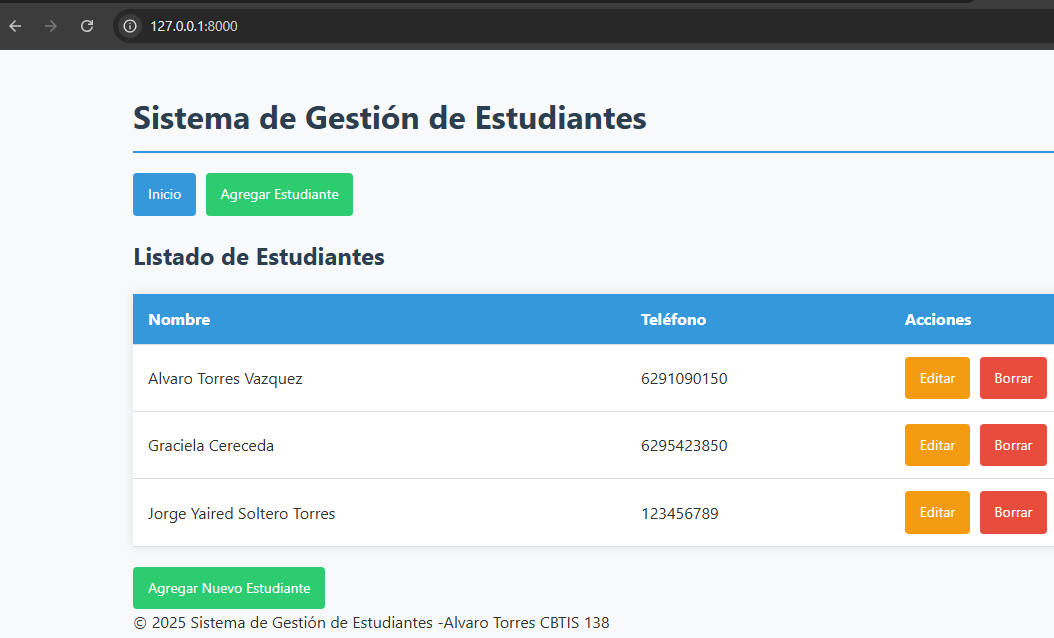 127.0.0.1:8000
Sistema de Gestión de Estudiantes
Inicio Agregar Estudiante
Listado de Estudiantes
Nombre Teléfono Acciones
Alvaro Torres Vazquez 6291090150 Editar Borrar
Graciela Cereceda 6295423850 Editar Borrar
Jorge Yaired Soltero Torres 123456789 Editar Borrar
Agregar Nuevo Estudiante
© 2025 Sistema de Gestión de Estudiantes -Alvaro Torres CBTIS 138